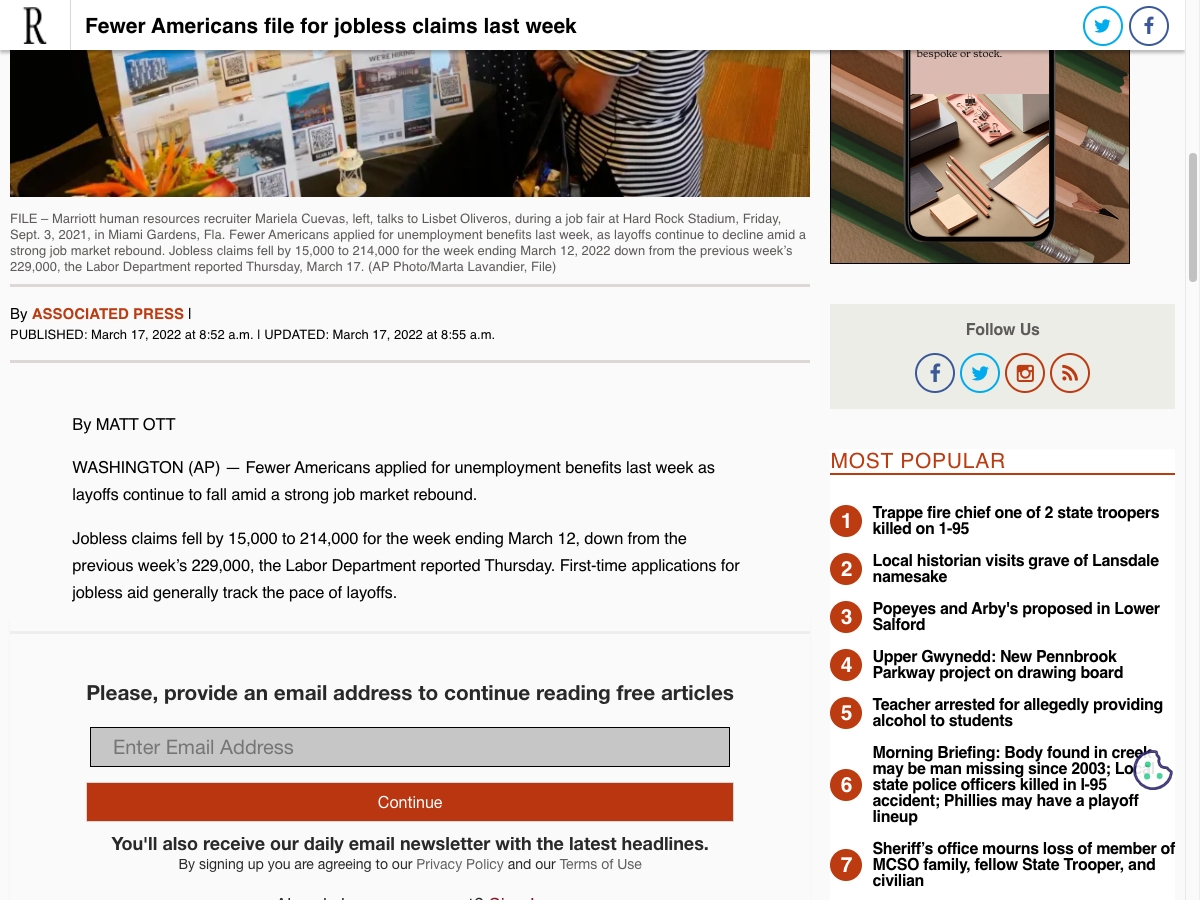 R
Fewer Americans file for jobless claims last week
WE'RE HIRING
bespoke or stock.
FILE – Marriott human resources recruiter Mariela Cuevas, left, talks to Lisbet Oliveros, during a job fair at Hard Rock Stadium, Friday,
Sept. 3, 2021, in Miami Gardens, Fla. Fewer Americans applied for unemployment benefits last week, as layoffs continue to decline amid a
strong job market rebound. Jobless claims fell by 15,000 to 214,000 for the week ending March 12, 2022 down from the previous week’s
229,000, the Labor Department reported Thursday, March 17. (AP Photo/Marta Lavandier, File)
By ASSOCIATED PRESS |
PUBLISHED: March 17, 2022 at 8:52 a.m. | UPDATED: March 17, 2022 at 8:55 a.m.
By MATT OTT
WASHINGTON (AP) — Fewer Americans applied for unemployment benefits last week as
layoffs continue to fall amid a strong job market rebound.
Jobless claims fell by 15,000 to 214,000 for the week ending March 12, down from the
previous week’s 229,000, the Labor Department reported Thursday. First-time applications for
jobless aid generally track the pace of layoffs.
Please, provide an email address to continue reading free articles
Enter Email Address
Continue
You'll also receive our daily email newsletter with the latest headlines.
By signing up you are agreeing to our Privacy Policy and our Terms of Use
Follow Us
MOST POPULAR
1 Trappe fire chief one of 2 state troopers
killed on 1-95
2 Local historian visits grave of Lansdale
namesake
3 Popeyes and Arby's proposed in Lower
Salford
4 Upper Gwynedd: New Pennbrook
Parkway project on drawing board
5 Teacher arrested for allegedly providing
alcohol to students
6 Morning Briefing: Body found in creek
may be man missing since 2003;
state police officers killed in I-95
accident; Phillies may have a playoff
lineup
7 Sheriff’s office mourns loss of member of
MCSO family, fellow State Trooper, and
civilian